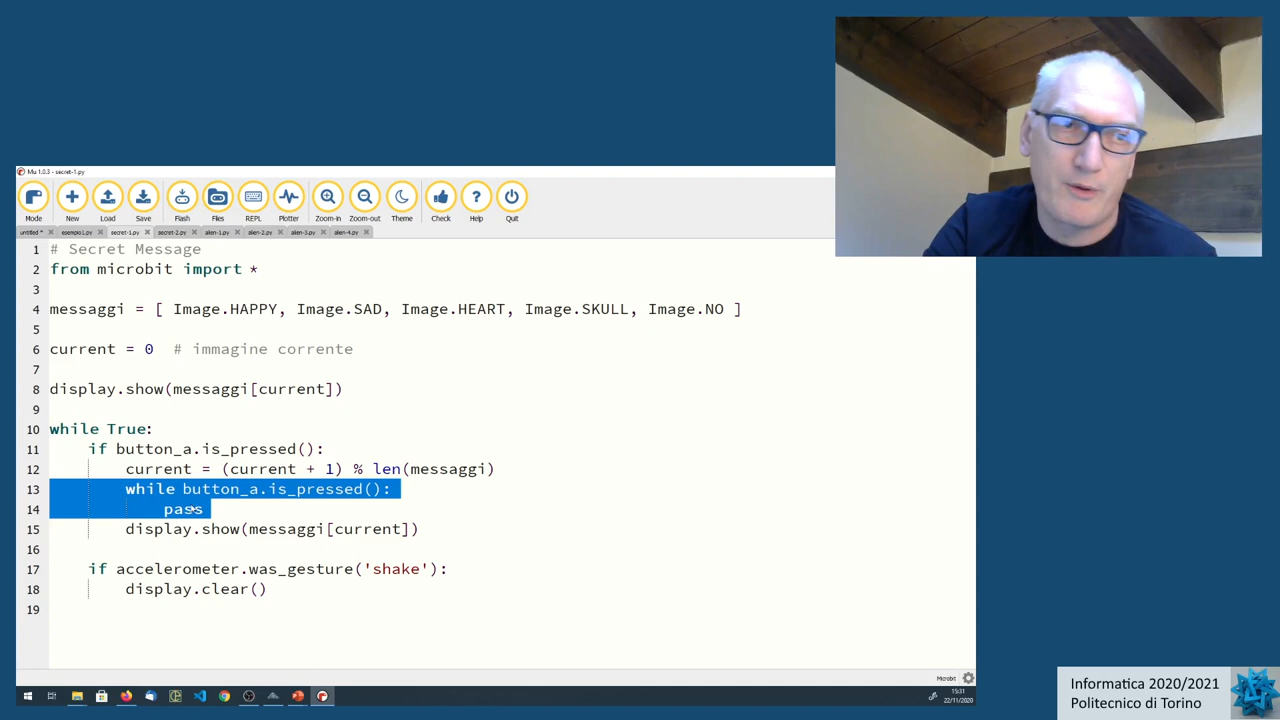 Mu 1.0.3 - secret-1.py
Mode New Load Save Flash Files REPL Plotter Zoom-in Zoom-out Theme Check Help Quit
untitled * esempio1.py secret-1.py secret-2.py alien-1.py alien-2.py alien-3.py alien-4.py
1 # Secret Message
2 from microbit import *
3
4 messaggi = [ Image.HAPPY, Image.SAD, Image.HEART, Image.SKULL, Image.NO ]
5
6 current = 0  # immagine corrente
7
8 display.show(messaggi[current])
9
10 while True:
11 if button_a.is_pressed():
12 current = (current + 1) % len(messaggi)
13 while button_a.is_pressed():
14 pass
15 display.show(messaggi[current])
16
17 if accelerometer.was_gesture('shake'):
18 display.clear()
19
Microbit
15:31
22/11/2020
Informatica 2020/2021
Politecnico di Torino